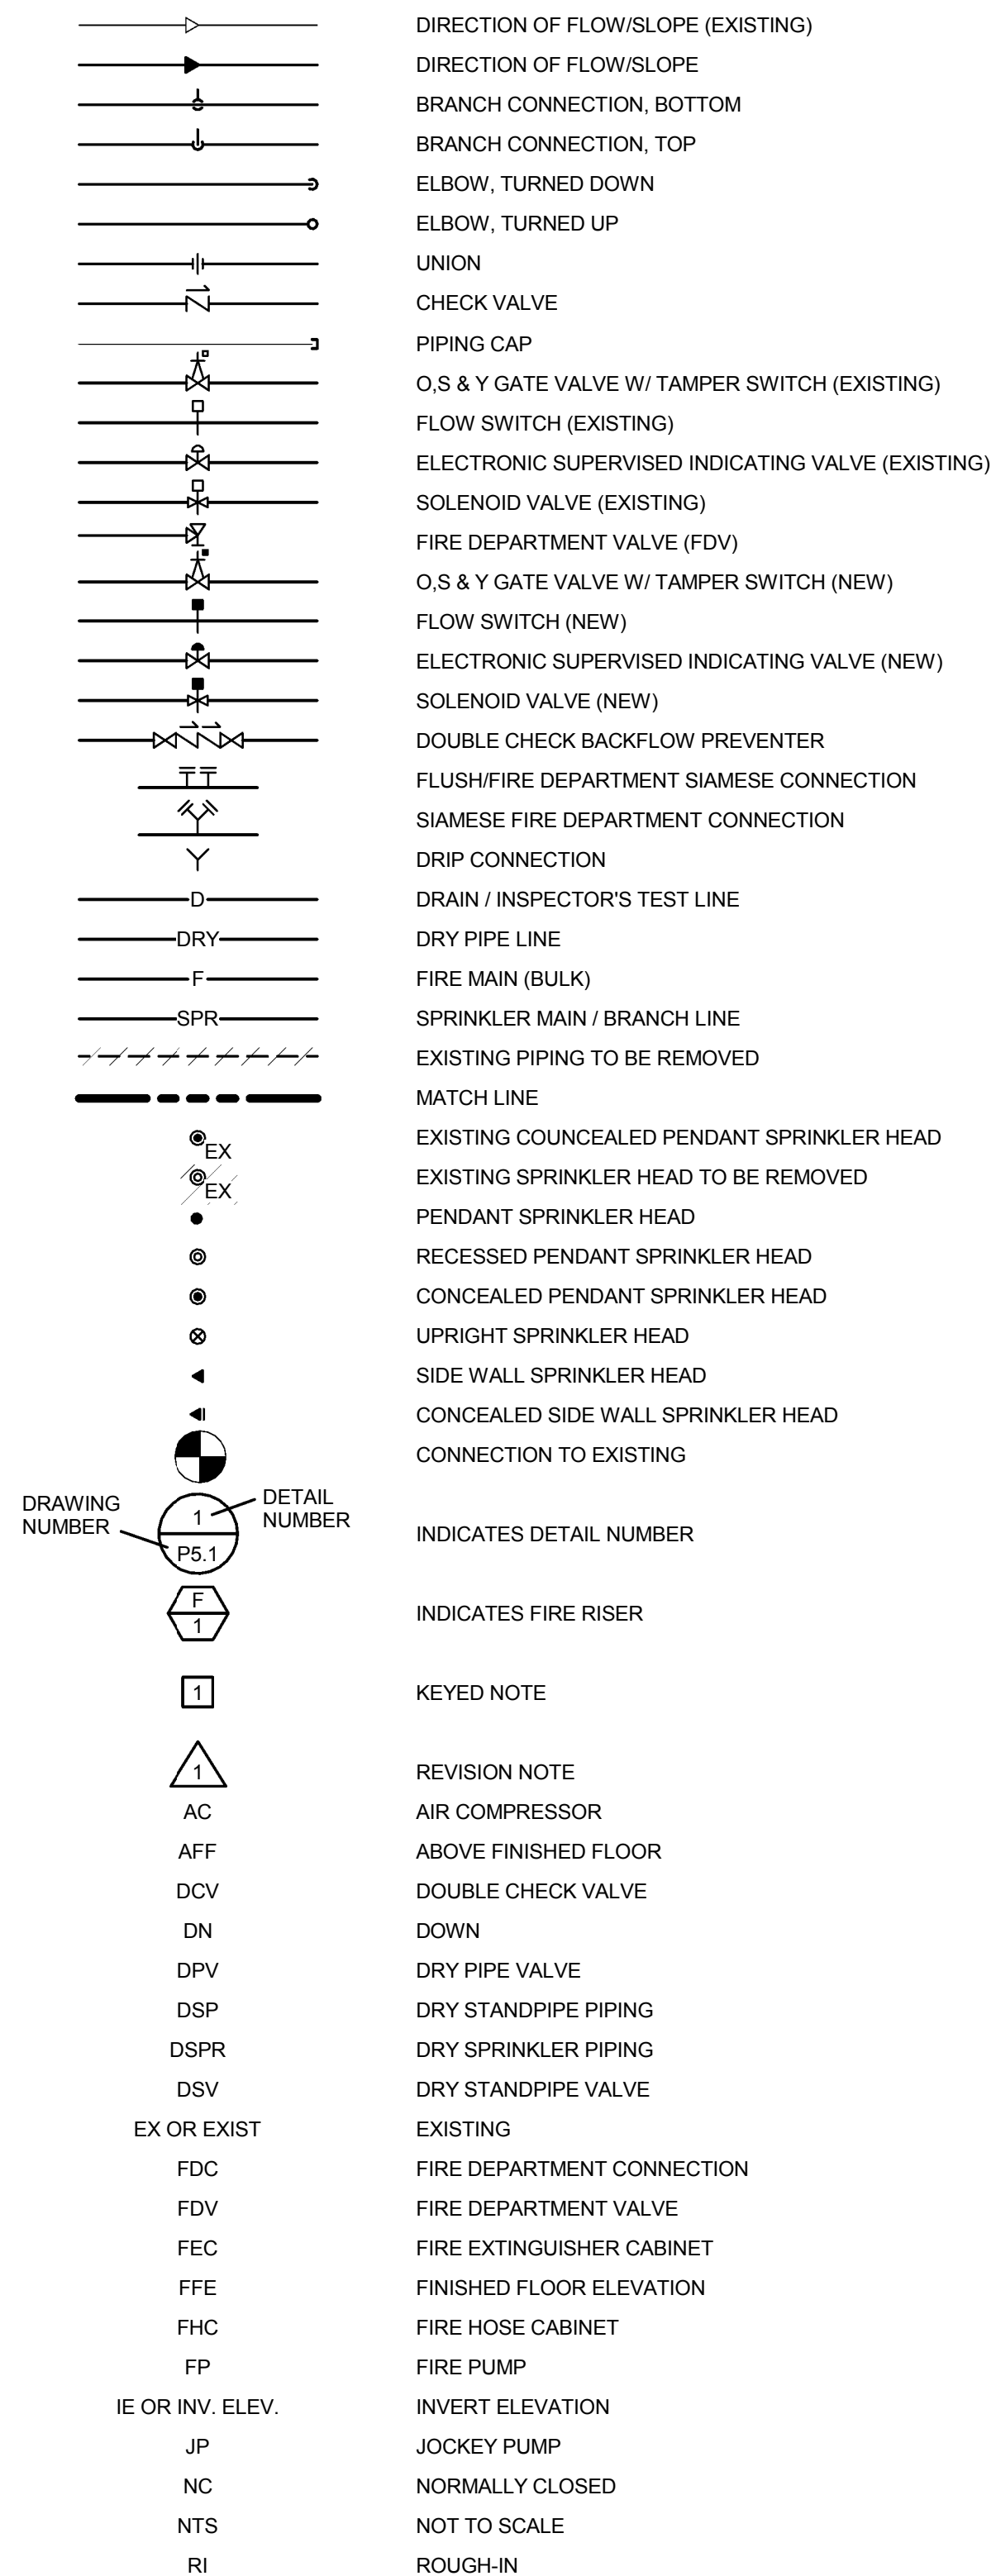 DIRECTION OF FLOW/SLOPE (EXISTING)
DIRECTION OF FLOW/SLOPE
BRANCH CONNECTION, BOTTOM
BRANCH CONNECTION, TOP
ELBOW, TURNED DOWN
ELBOW, TURNED UP
UNION
CHECK VALVE
PIPING CAP
O,S & Y GATE VALVE W/ TAMPER SWITCH (EXISTING)
FLOW SWITCH (EXISTING)
ELECTRONIC SUPERVISED INDICATING VALVE (EXISTING)
SOLENOID VALVE (EXISTING)
FIRE DEPARTMENT VALVE (FDV)
O,S & Y GATE VALVE W/ TAMPER SWITCH (NEW)
FLOW SWITCH (NEW)
ELECTRONIC SUPERVISED INDICATING VALVE (NEW)
SOLENOID VALVE (NEW)
DOUBLE CHECK BACKFLOW PREVENTER
FLUSH/FIRE DEPARTMENT SIAMESE CONNECTION
SIAMESE FIRE DEPARTMENT CONNECTION
DRIP CONNECTION
D DRAIN / INSPECTOR'S TEST LINE
DRY DRY PIPE LINE
F FIRE MAIN (BULK)
SPR SPRINKLER MAIN / BRANCH LINE
EXISTING PIPING TO BE REMOVED
MATCH LINE
EX EXISTING COUNCEALED PENDANT SPRINKLER HEAD
EX EXISTING SPRINKLER HEAD TO BE REMOVED
PENDANT SPRINKLER HEAD
RECESSED PENDANT SPRINKLER HEAD
CONCEALED PENDANT SPRINKLER HEAD
UPRIGHT SPRINKLER HEAD
SIDE WALL SPRINKLER HEAD
CONCEALED SIDE WALL SPRINKLER HEAD
CONNECTION TO EXISTING
DRAWING
NUMBER
1
P5.1
DETAIL
NUMBER
INDICATES DETAIL NUMBER
F
1
INDICATES FIRE RISER
1 KEYED NOTE
1 REVISION NOTE
AC AIR COMPRESSOR
AFF ABOVE FINISHED FLOOR
DCV DOUBLE CHECK VALVE
DN DOWN
DPV DRY PIPE VALVE
DSP DRY STANDPIPE PIPING
DSPR DRY SPRINKLER PIPING
DSV DRY STANDPIPE VALVE
EX OR EXIST EXISTING
FDC FIRE DEPARTMENT CONNECTION
FDV FIRE DEPARTMENT VALVE
FEC FIRE EXTINGUISHER CABINET
FFE FINISHED FLOOR ELEVATION
FHC FIRE HOSE CABINET
FP FIRE PUMP
IE OR INV. ELEV. INVERT ELEVATION
JP JOCKEY PUMP
NC NORMALLY CLOSED
NTS NOT TO SCALE
RI ROUGH-IN